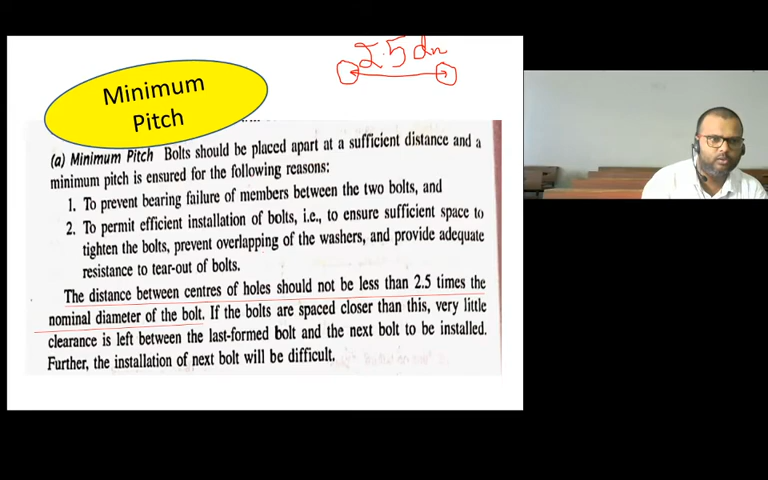 2.5 dn
Minimum
Pitch
(a) Minimum Pitch Bolts should be placed apart at a sufficient distance and a
minimum pitch is ensured for the following reasons:
1. To prevent bearing failure of members between the two bolts, and
2. To permit efficient installation of bolts, i.e., to ensure sufficient space to
tighten the bolts, prevent overlapping of the washers, and provide adequate
resistance to tear-out of bolts.
The distance between centres of holes should not be less than 2.5 times the
nominal diameter of the bolt. If the bolts are spaced closer than this, very little
clearance is left between the last-formed bolt and the next bolt to be installed.
Further, the installation of next bolt will be difficult.